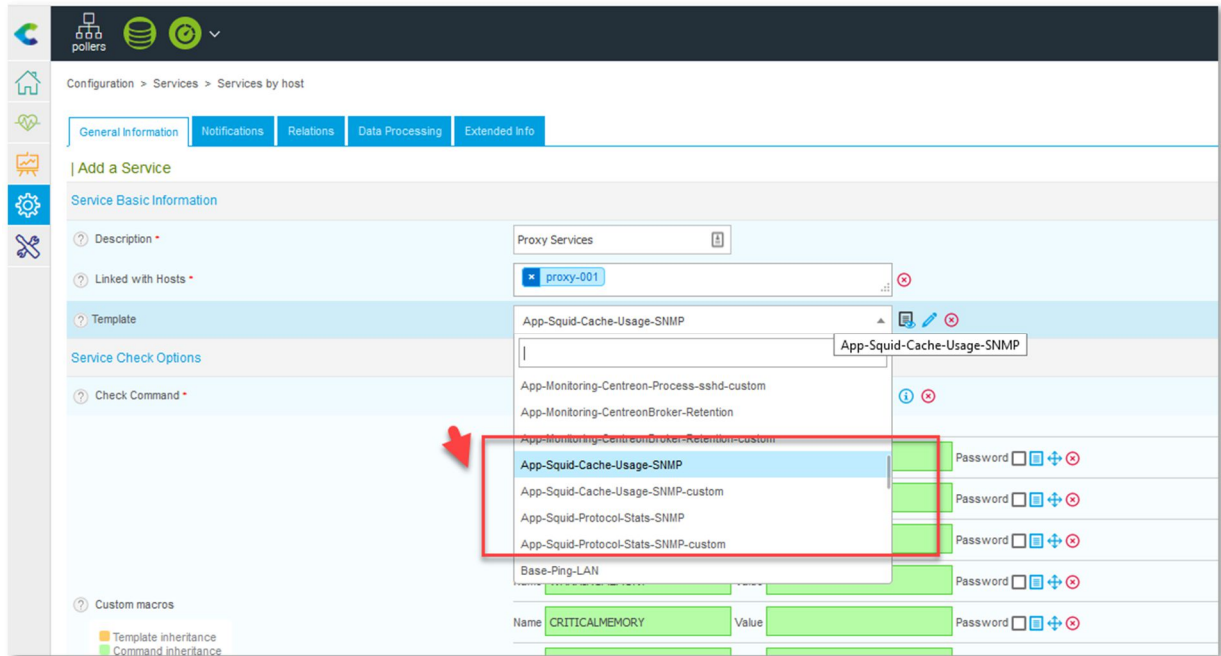 pollers
Configuration > Services > Services by host
General Information Notifications Relations Data Processing Extended Info
| Add a Service
Service Basic Information
? Description * Proxy Services
? Linked with Hosts * × proxy-001
? Template App-Squid-Cache-Usage-SNMP
App-Squid-Cache-Usage-SNMP
Service Check Options
App-Monitoring-Centreon-Process-sshd-custom
? Check Command *
App-Monitoring-CentreonBroker-Retention
App-Monitoring-CentreonBroker-Retention-custom
App-Squid-Cache-Usage-SNMP Password
App-Squid-Cache-Usage-SNMP-custom Password
App-Squid-Protocol-Stats-SNMP
App-Squid-Protocol-Stats-SNMP-custom Password
Base-Ping-LAN
Password
? Custom macros
Name CRITICALMEMORY Value Password
Template inheritance
Command inheritance